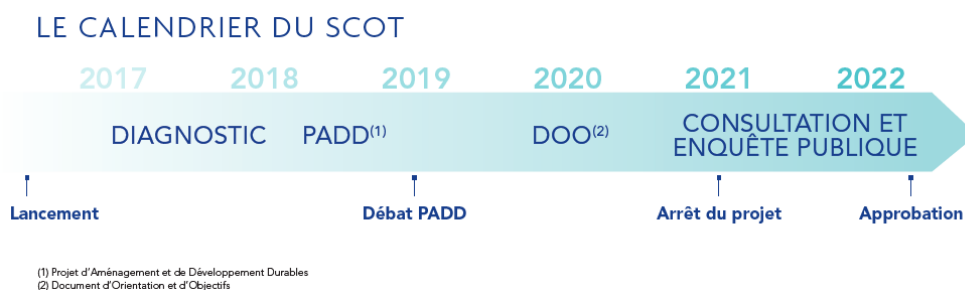 LE CALENDRIER DU SCOT
2017 2018 2019 2020 2021 2022
DIAGNOSTIC PADD(1) DOO(2) CONSULTATION ET
ENQUÊTE PUBLIQUE
Lancement Débat PADD Arrêt du projet Approbation
(1) Projet d'Aménagement et de Développement Durables
(2) Document d'Orientation et d'Objectifs